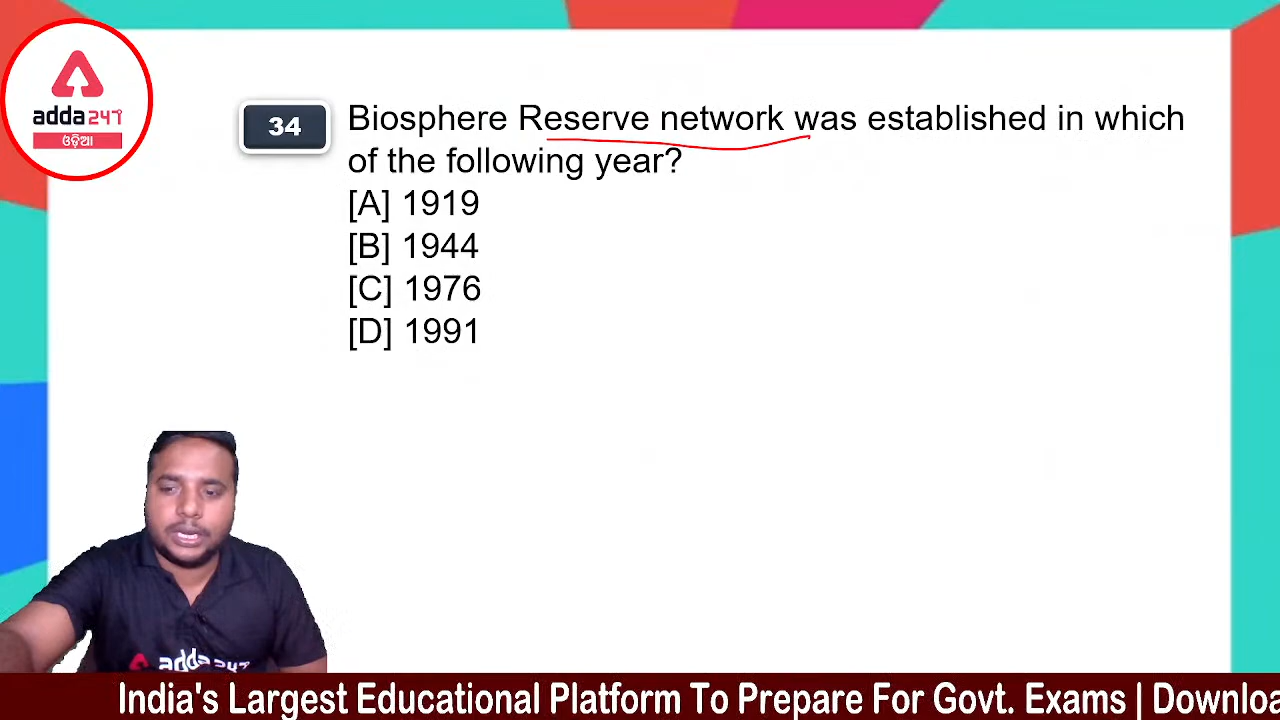 adda247
ଓଡ଼ିଆ
34
Biosphere Reserve network was established in which
of the following year?
[A] 1919
[B] 1944
[C] 1976
[D] 1991
adda247
India's Largest Educational Platform To Prepare For Govt. Exams | Downloa